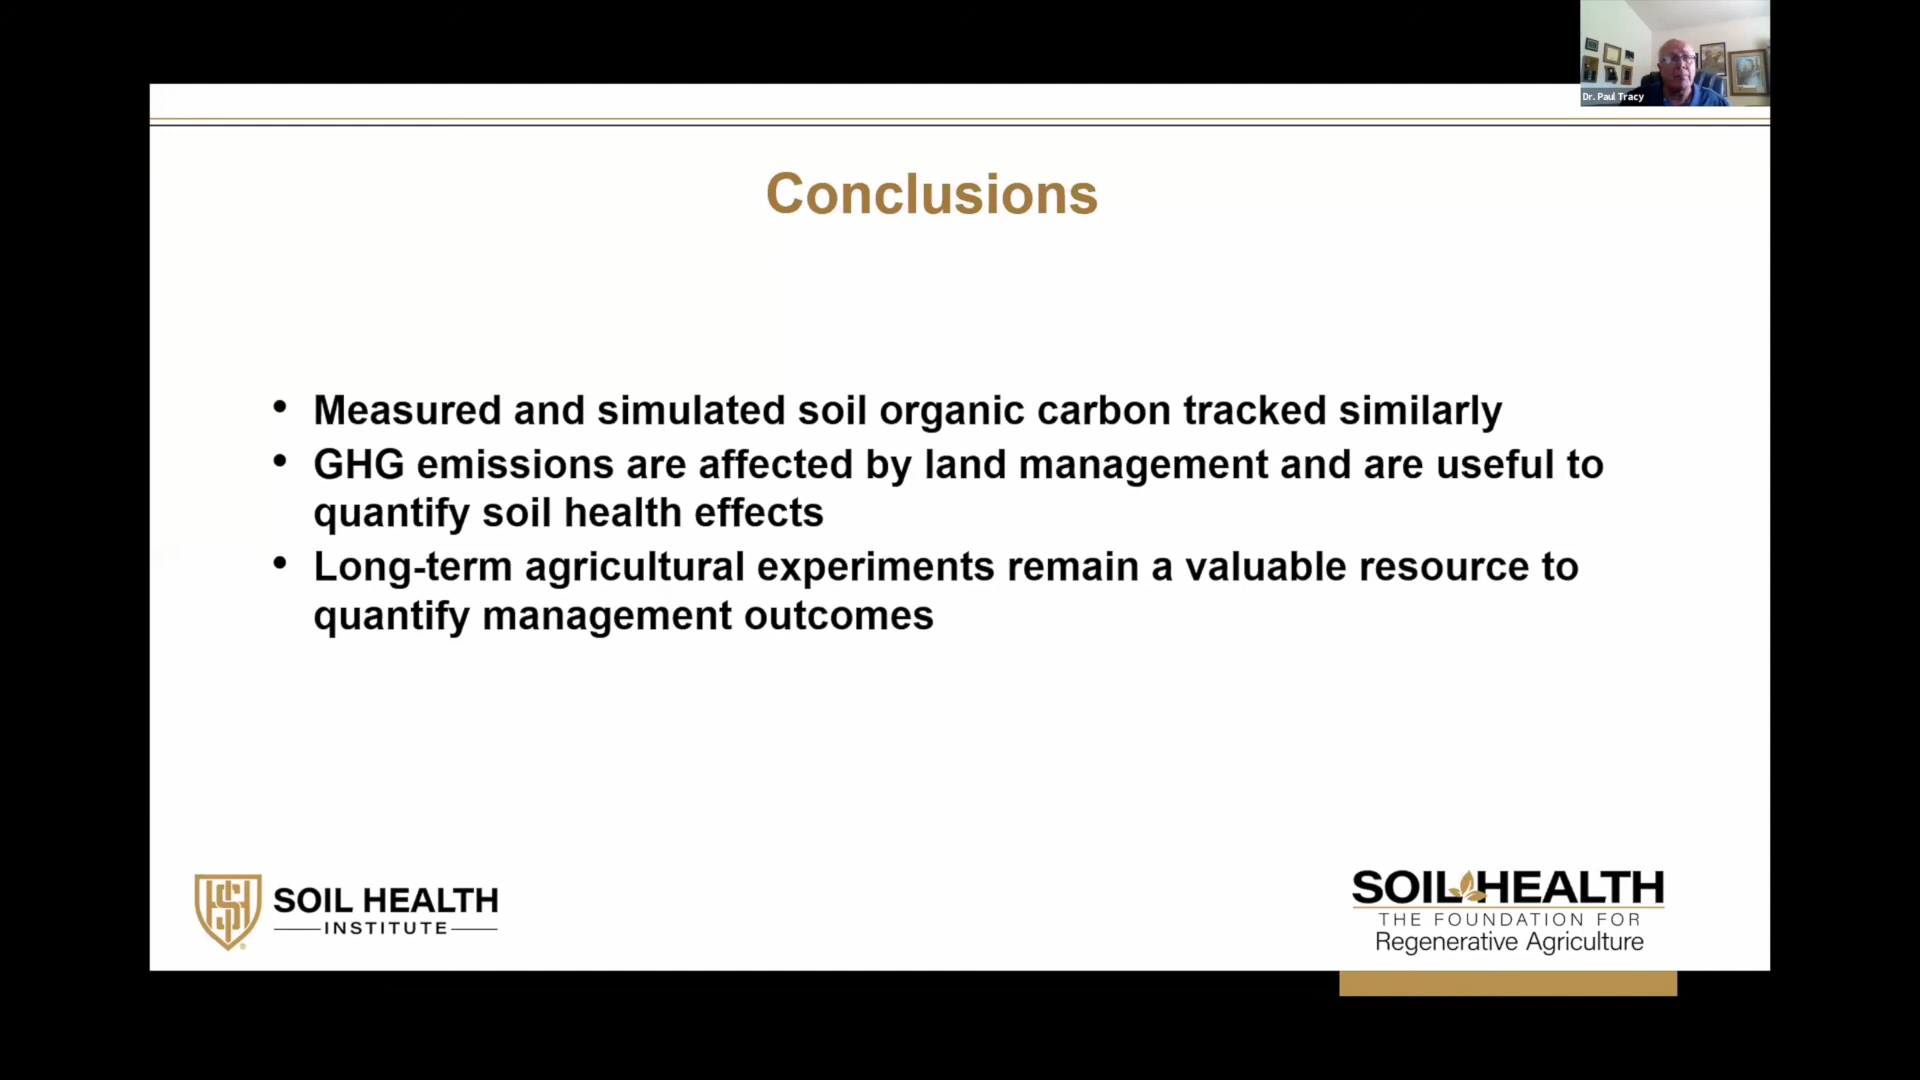 Dr. Paul Tracy
Conclusions
• Measured and simulated soil organic carbon tracked similarly
• GHG emissions are affected by land management and are useful to
quantify soil health effects
• Long-term agricultural experiments remain a valuable resource to
quantify management outcomes
SOIL HEALTH
INSTITUTE
SOIL HEALTH
THE FOUNDATION FOR
Regenerative Agriculture